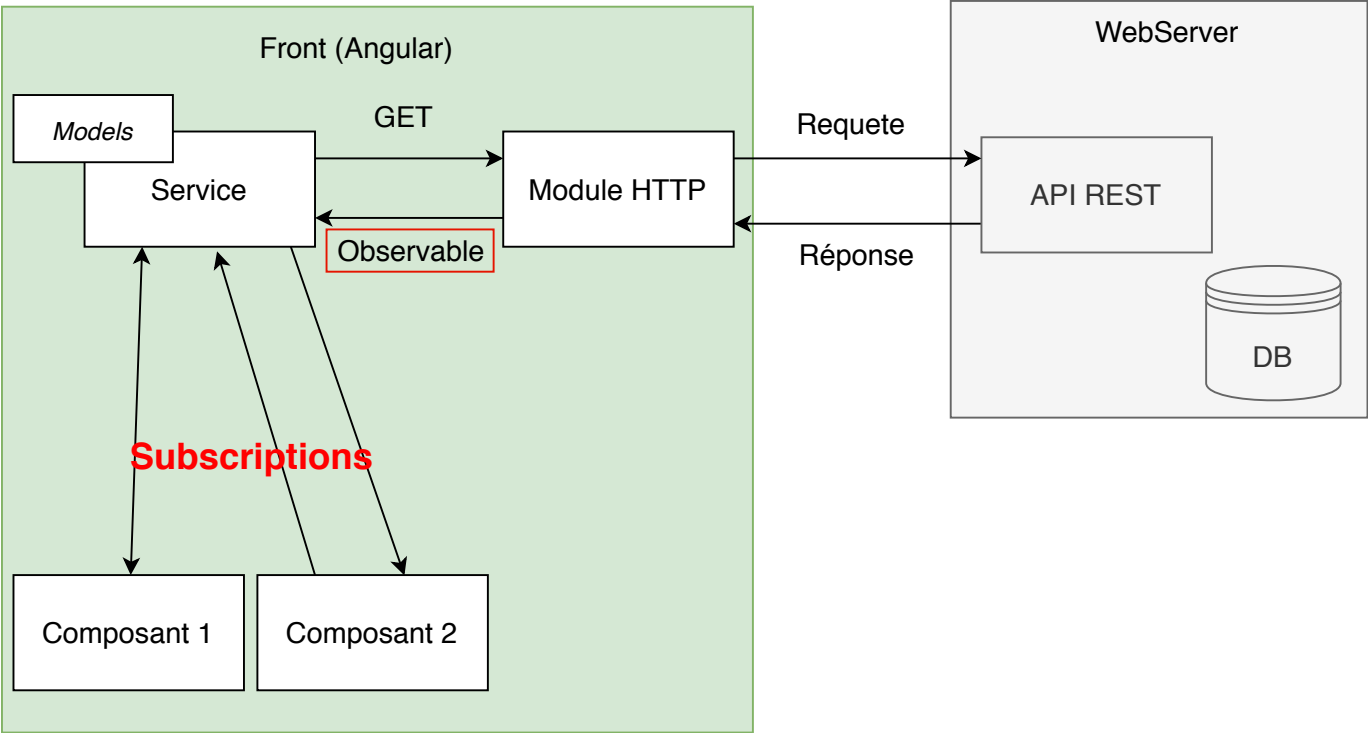 Front (Angular)
WebServer
Models
GET
Requete
Service
Module HTTP
API REST
Observable
Réponse
DB
Subscriptions
Composant 1
Composant 2